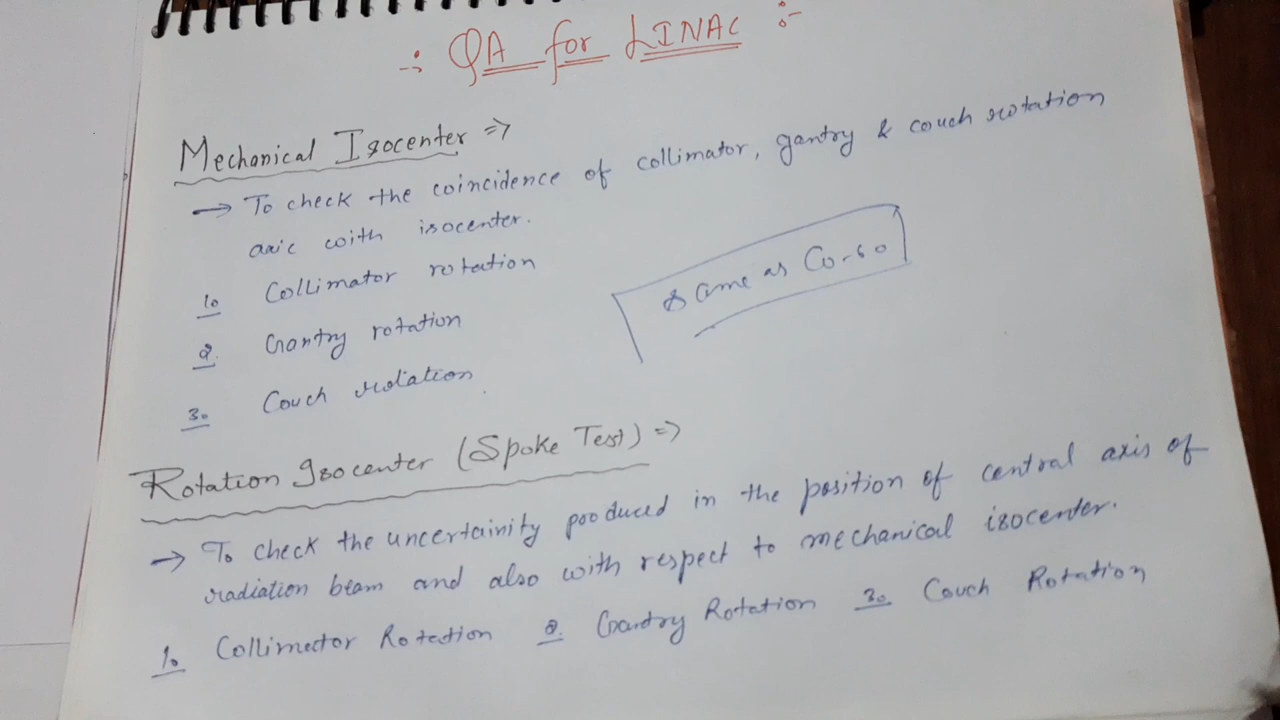 -: QA for LINAC :-
Mechanical Isocenter =>
→ To check the coincidence of collimator, gantry & couch rotation
axic with isocenter.
1. Collimator rotation
2. Gantry rotation
3. Couch rotation
Same as Co-60
Rotation Isocenter (Spoke Test) =>
→ To check the uncertainity produced in the position of central axis of
radiation beam and also with respect to mechanical isocenter.
1. Collimator Rotation 2. Gantry Rotation 3. Couch Rotation